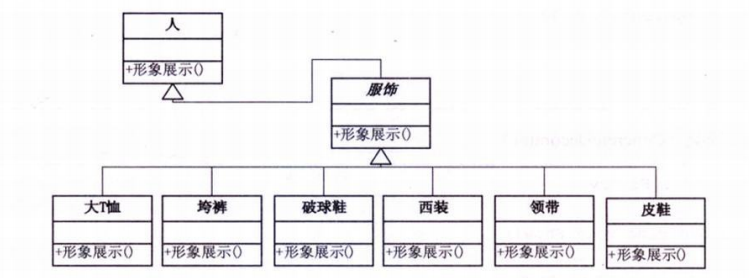 人
+形象展示()
服饰
+形象展示()
大T恤
垮裤
破球鞋
西装
领带
皮鞋
+形象展示()
+形象展示()
+形象展示()
+形象展示()
+形象展示()
+形象展示()